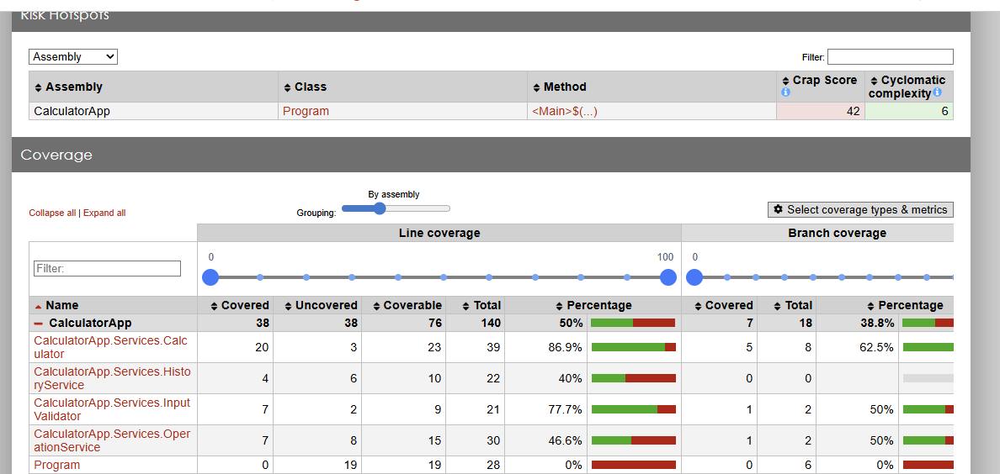 Risk Hotspots
Assembly
Filter:
Assembly Class Method Crap Score Cyclomatic complexity
CalculatorApp Program <Main>$(...) 42 6
Coverage
By assembly
Collapse all | Expand all Grouping: Select coverage types & metrics
Line coverage Branch coverage
0 100 0
Filter:
Name Covered Uncovered Coverable Total Percentage Covered Total Percentage
CalculatorApp 38 38 76 140 50% 7 18 38.8%
CalculatorApp.Services.Calculator 20 3 23 39 86.9% 5 8 62.5%
CalculatorApp.Services.HistoryService 4 6 10 22 40% 0 0
CalculatorApp.Services.InputValidator 7 2 9 21 77.7% 1 2 50%
CalculatorApp.Services.OperationService 7 8 15 30 46.6% 1 2 50%
Program 0 19 19 28 0% 0 6 0%